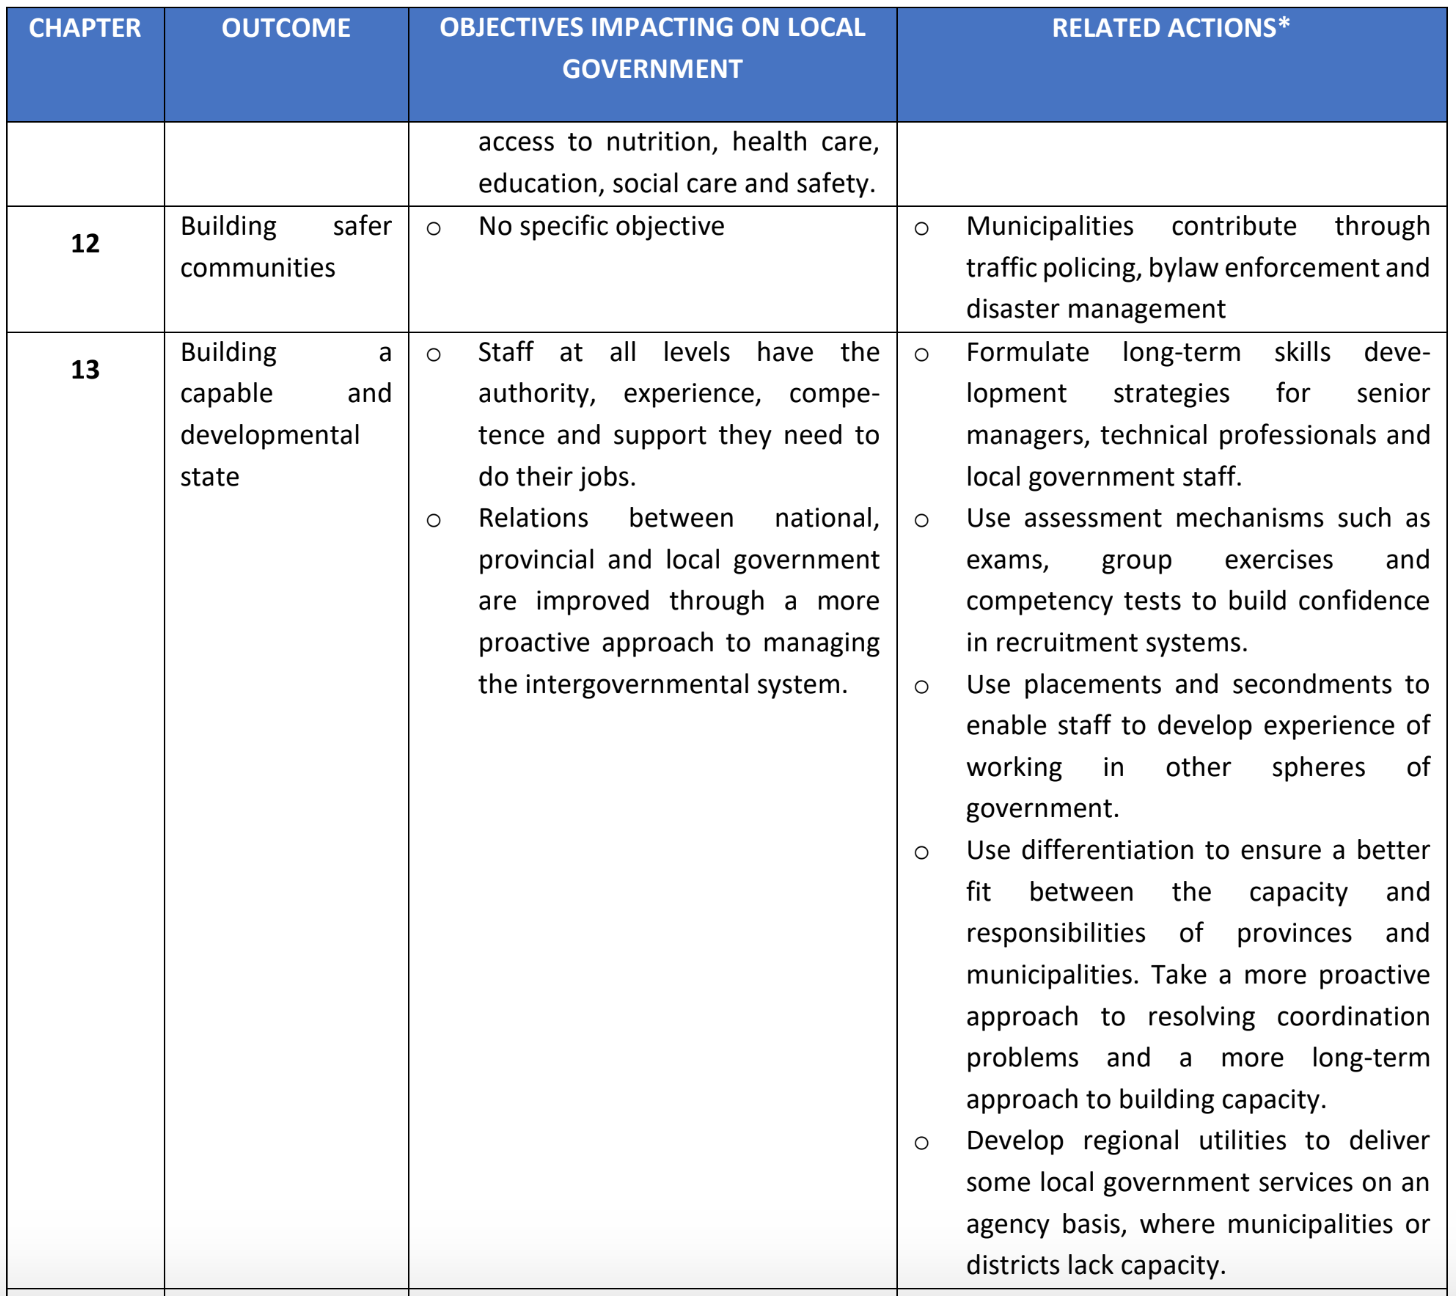 CHAPTER
OUTCOME
OBJECTIVES IMPACTING ON LOCAL
GOVERNMENT
RELATED ACTIONS*
access to nutrition, health care,
education, social care and safety.
12
Building safer
communities
o No specific objective
o Municipalities contribute through
traffic policing, bylaw enforcement and
disaster management
13
Building a
capable and
developmental
state
o Staff at all levels have the
authority, experience, compe-
tence and support they need to
do their jobs.
o Relations between national,
provincial and local government
are improved through a more
proactive approach to managing
the intergovernmental system.
o Formulate long-term skills deve-
lopment strategies for senior
managers, technical professionals and
local government staff.
o Use assessment mechanisms such as
exams, group exercises and
competency tests to build confidence
in recruitment systems.
o Use placements and secondments to
enable staff to develop experience of
working in other spheres of
government.
o Use differentiation to ensure a better
fit between the capacity and
responsibilities of provinces and
municipalities. Take a more proactive
approach to resolving coordination
problems and a more long-term
approach to building capacity.
o Develop regional utilities to deliver
some local government services on an
agency basis, where municipalities or
districts lack capacity.